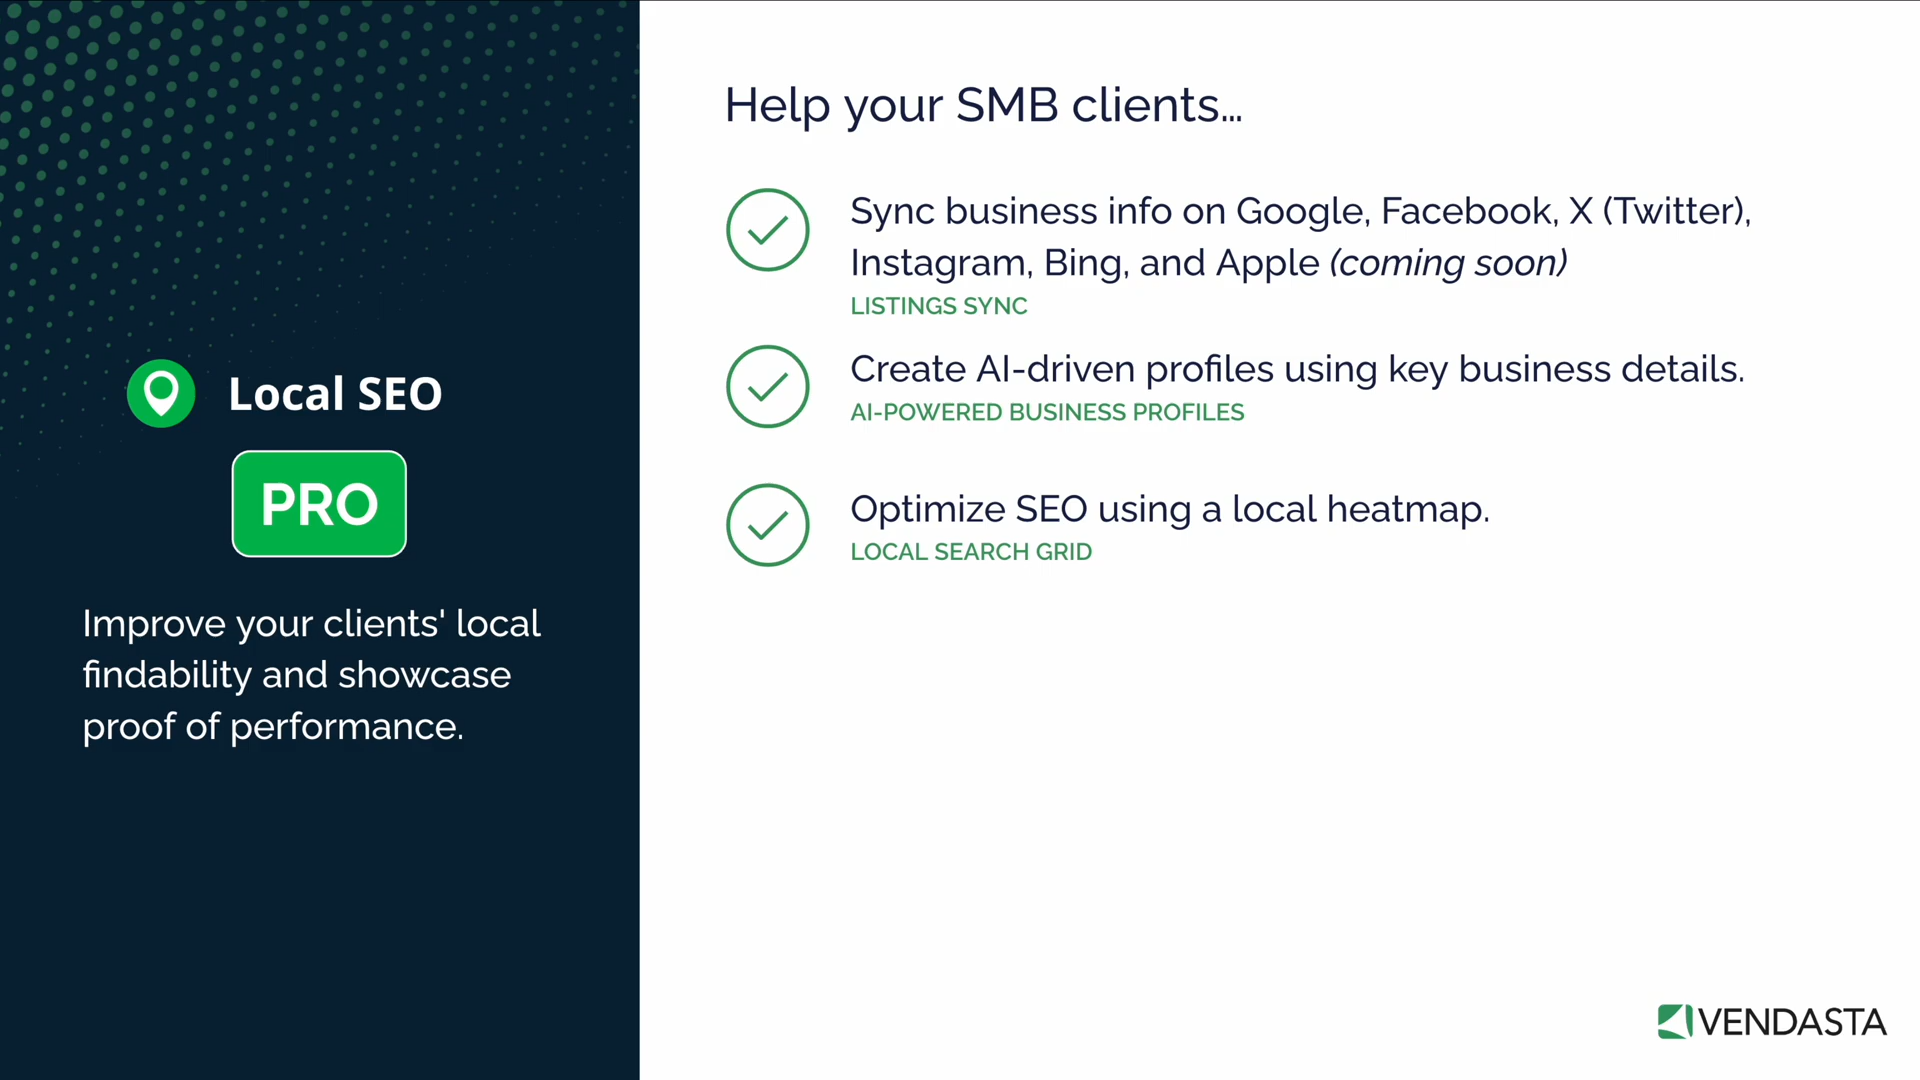 Local SEO
PRO
Improve your clients' local
findability and showcase
proof of performance.
Help your SMB clients...
Sync business info on Google, Facebook, X (Twitter),
Instagram, Bing, and Apple (coming soon)
LISTINGS SYNC
Create AI-driven profiles using key business details.
AI-POWERED BUSINESS PROFILES
Optimize SEO using a local heatmap.
LOCAL SEARCH GRID
VENDASTA